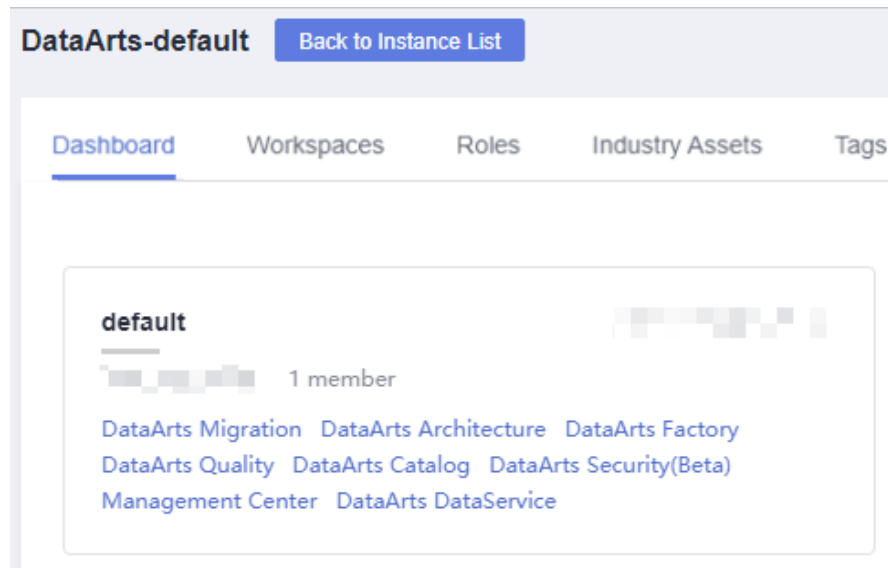 DataArts-default Back to Instance List
Dashboard Workspaces Roles Industry Assets Tags
default
1 member
DataArts Migration DataArts Architecture DataArts Factory
DataArts Quality DataArts Catalog DataArts Security(Beta)
Management Center DataArts DataService